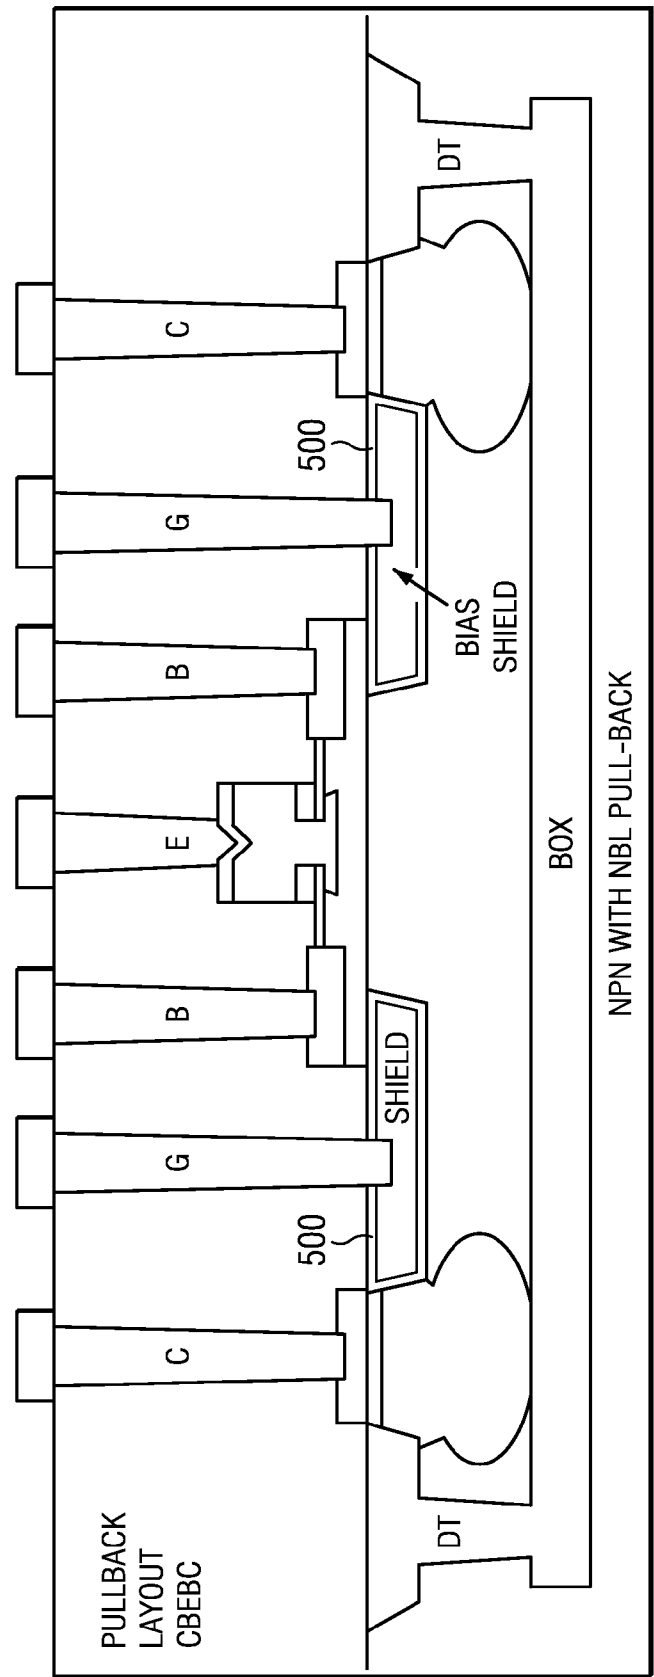 PULLBACK
LAYOUT
CBEBC
C
G
B
E
B
G
C
500
500
SHIELD
BIAS
SHIELD
DT
DT
BOX
NPN WITH NBL PULL-BACK